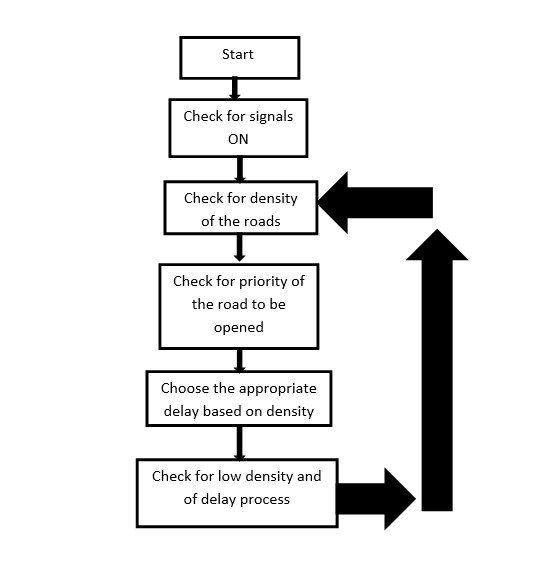 Start
Check for signals
ON
Check for density
of the roads
Check for priority of
the road to be
opened
Choose the appropriate
delay based on density
Check for low density and
of delay process